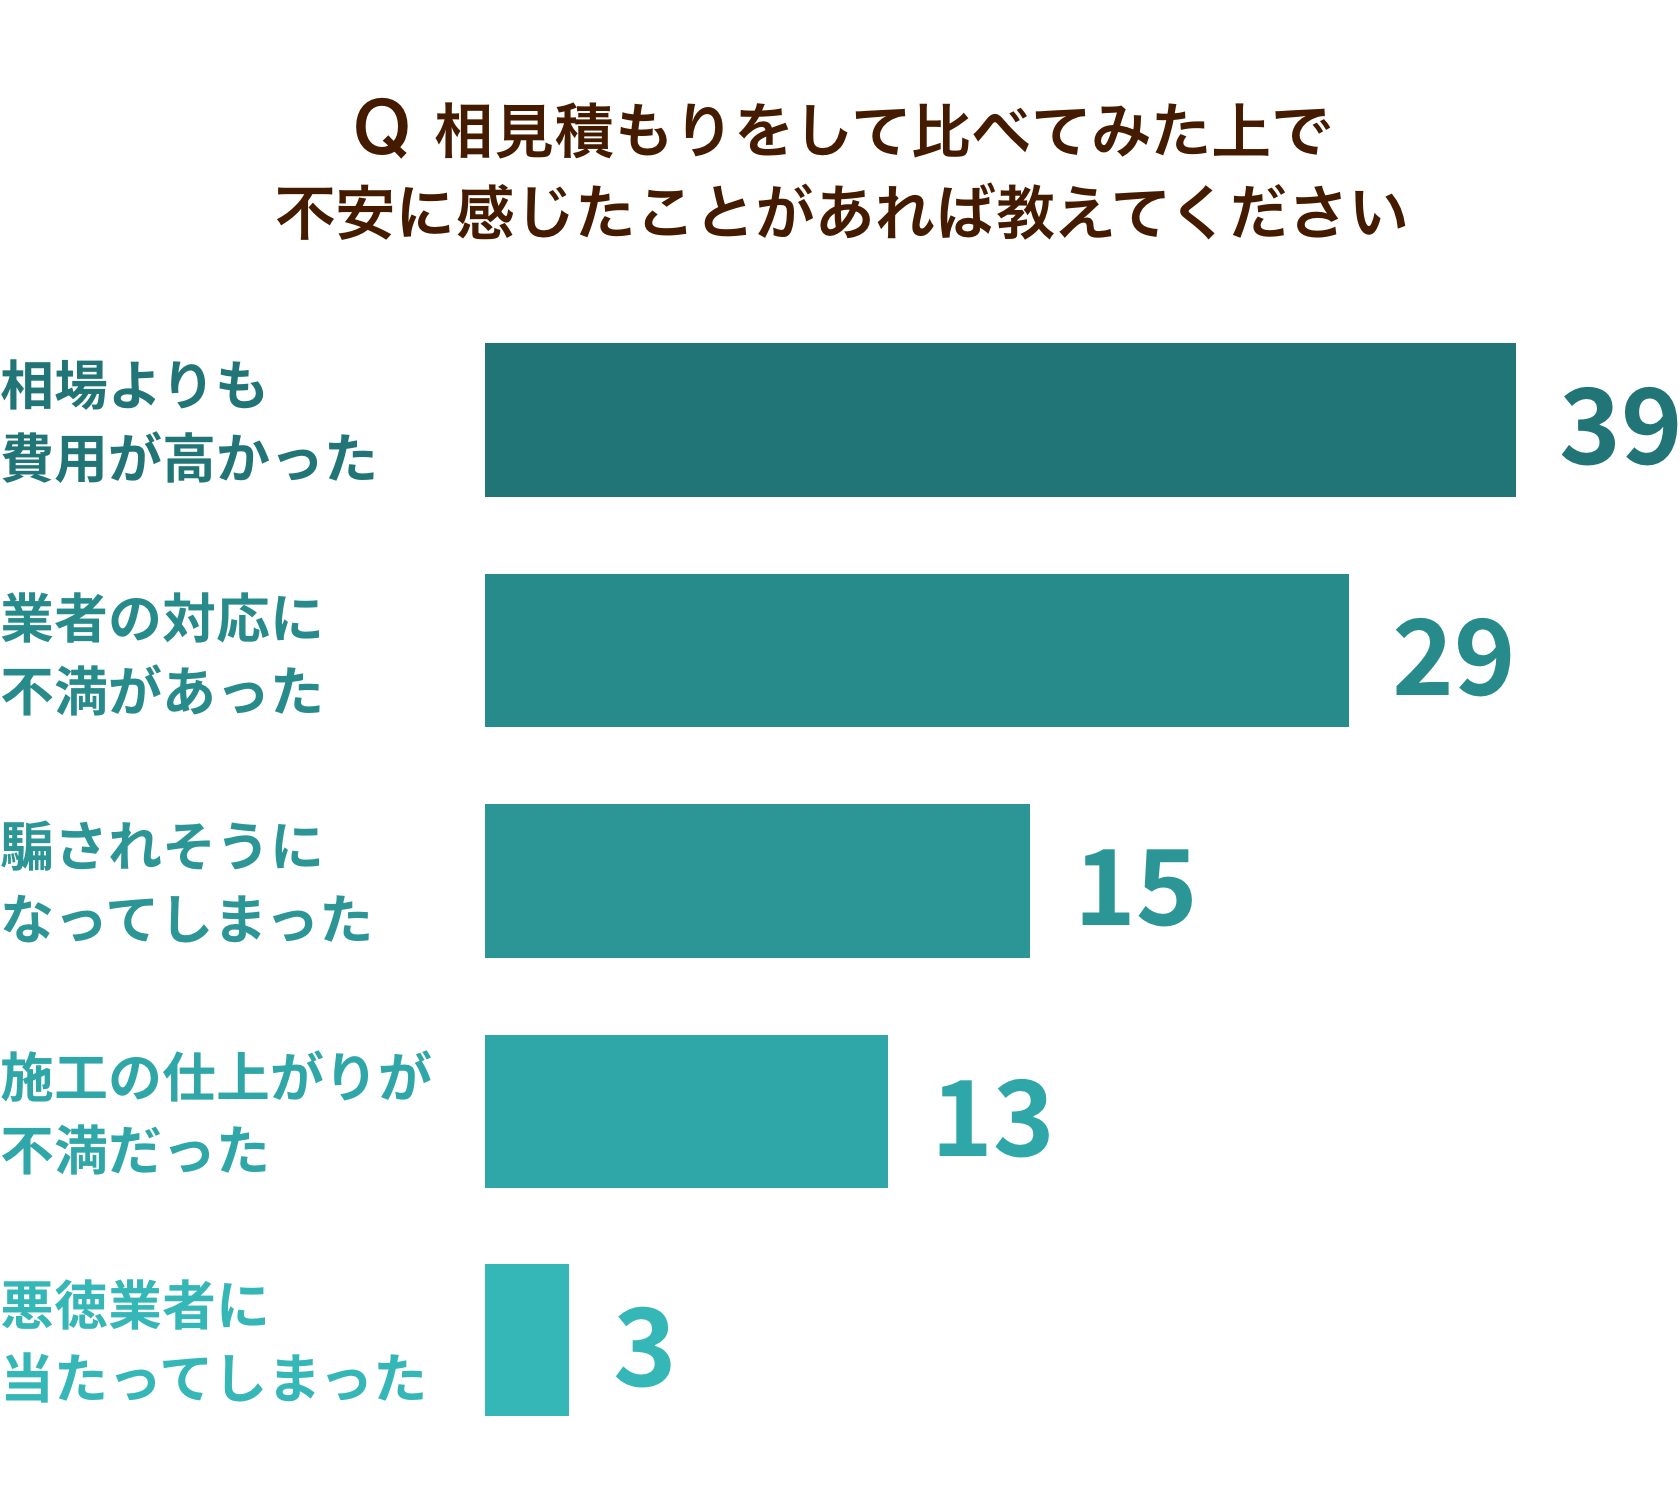 Q 相見積もりをして比べてみた上で
不安に感じたことがあれば教えてください
相場よりも
費用が高かった
39
業者の対応に
不満があった
29
騙されそうに
なってしまった
15
施工の仕上がりが
不満だった
13
悪徳業者に
当たってしまった
3